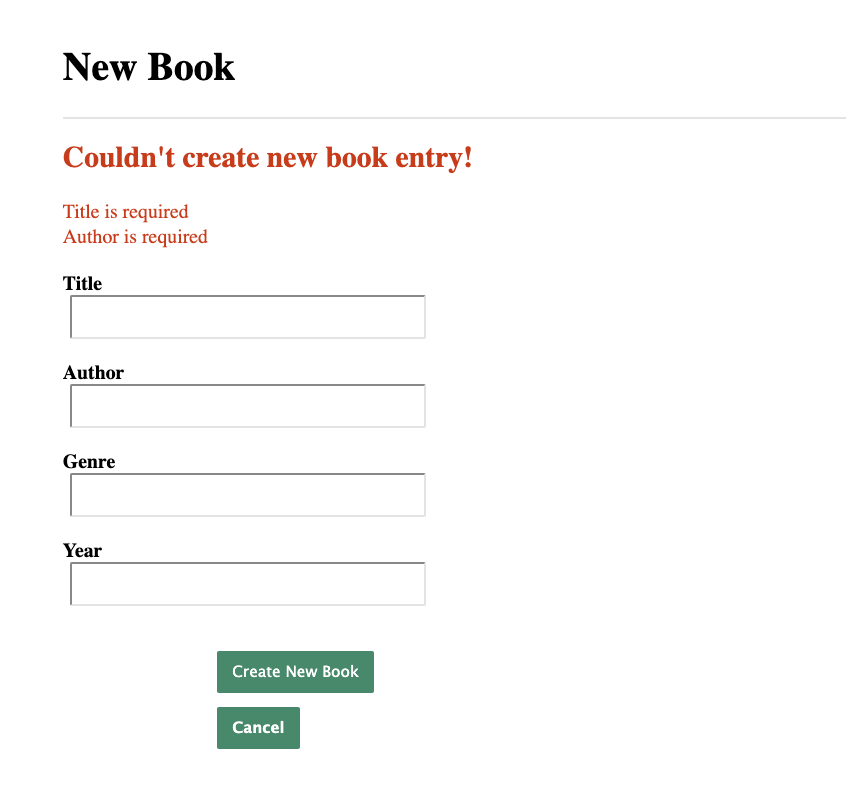 New Book
Couldn't create new book entry!
Title is required
Author is required
Title
Author
Genre
Year
Create New Book
Cancel